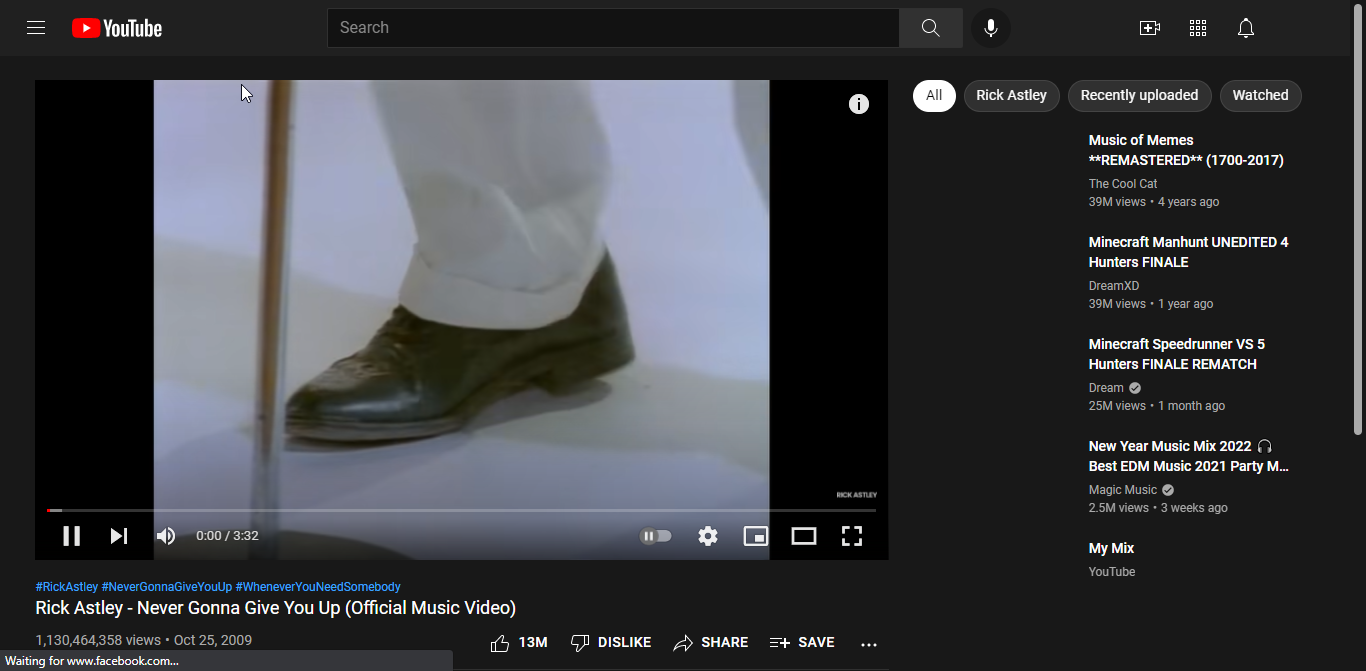 YouTube
Search
All
Rick Astley
Recently uploaded
Watched
RICK ASTLEY
0:00 / 3:32
#RickAstley #NeverGonnaGiveYouUp #WheneverYouNeedSomebody
Rick Astley - Never Gonna Give You Up (Official Music Video)
1,130,464,358 views • Oct 25, 2009
13M
DISLIKE
SHARE
SAVE
Music of Memes
**REMASTERED** (1700-2017)
The Cool Cat
39M views • 4 years ago
Minecraft Manhunt UNEDITED 4
Hunters FINALE
DreamXD
39M views • 1 year ago
Minecraft Speedrunner VS 5
Hunters FINALE REMATCH
Dream
25M views • 1 month ago
New Year Music Mix 2022 🎧
Best EDM Music 2021 Party M...
Magic Music
2.5M views • 3 weeks ago
My Mix
YouTube
Waiting for www.facebook.com...